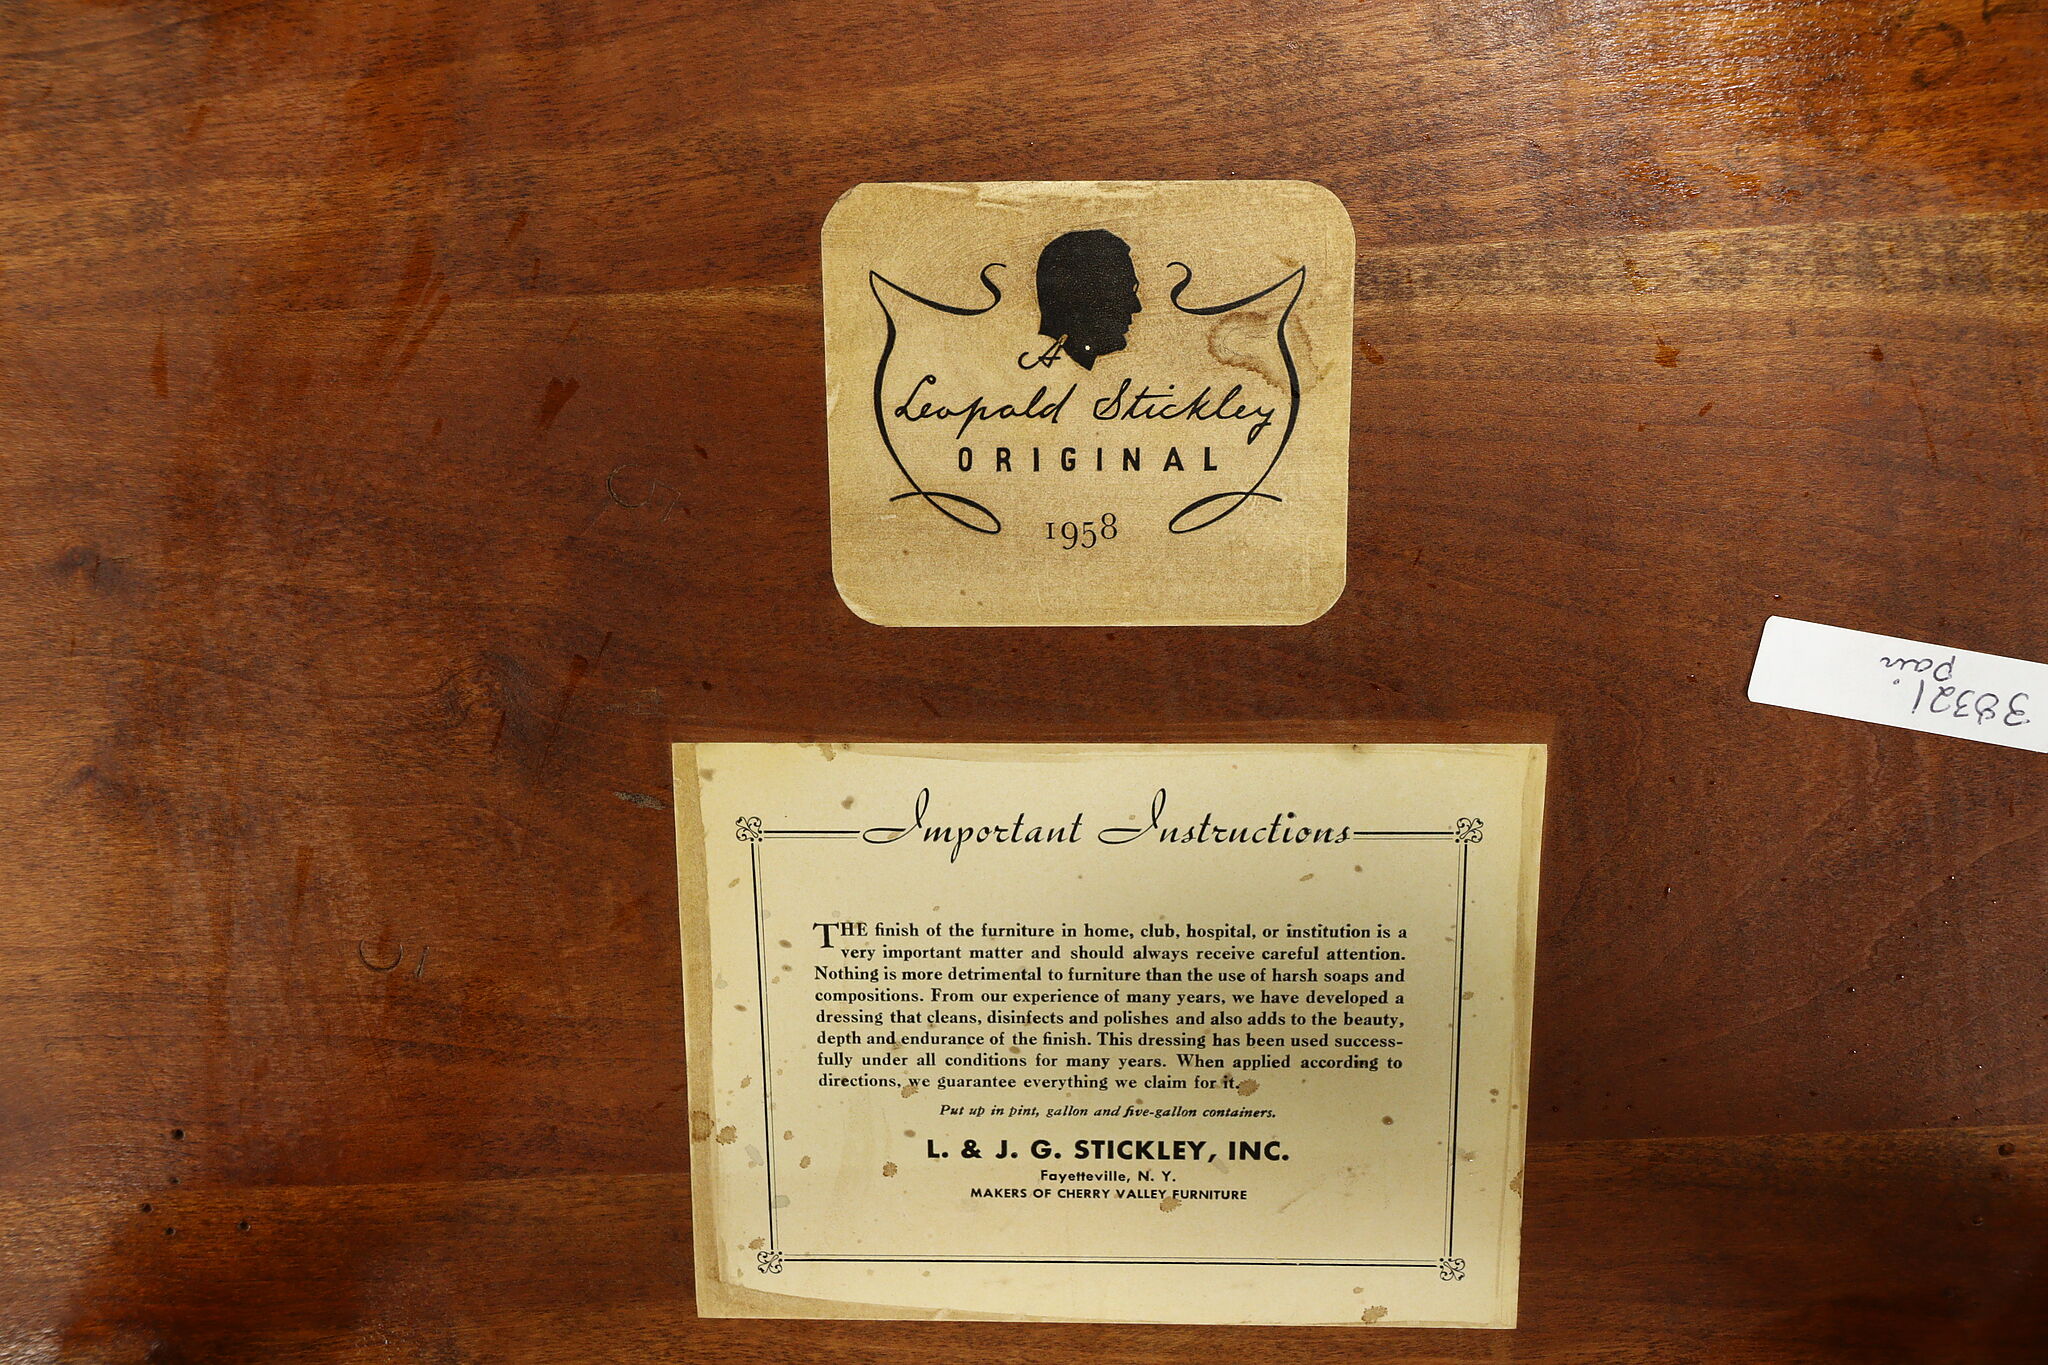 A
Leopold Stickley
ORIGINAL
1958
38321.
pair
Important Instructions
THE finish of the furniture in home, club, hospital, or institution is a
very important matter and should always receive careful attention.
Nothing is more detrimental to furniture than the use of harsh soaps and
compositions. From our experience of many years, we have developed a
dressing that cleans, disinfects and polishes and also adds to the beauty,
depth and endurance of the finish. This dressing has been used success-
fully under all conditions for many years. When applied according to
directions, we guarantee everything we claim for it.
Put up in pint, gallon and five-gallon containers.
L. & J. G. STICKLEY, INC.
Fayetteville, N. Y.
MAKERS OF CHERRY VALLEY FURNITURE